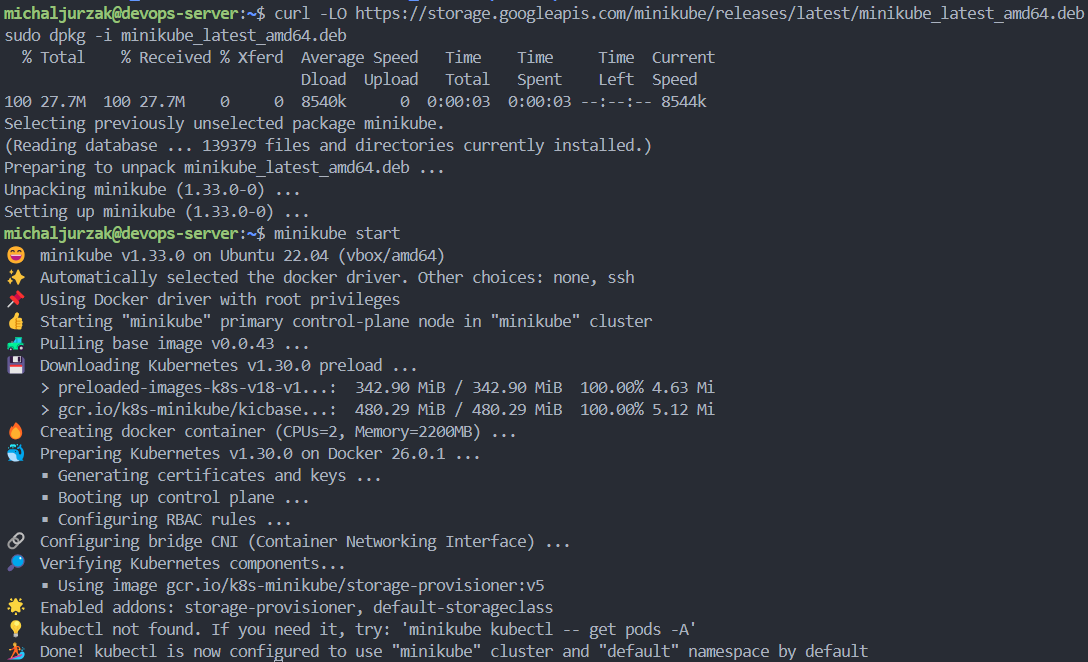 michaljurzak@devops-server:~$ curl -LO https://storage.googleapis.com/minikube/releases/latest/minikube_latest_amd64.deb
sudo dpkg -i minikube_latest_amd64.deb
  % Total    % Received % Xferd  Average Speed   Time    Time     Time  Current
                                 Dload  Upload   Total   Spent    Left  Speed
100 27.7M  100 27.7M    0     0  8540k      0  0:00:03  0:00:03 --:--:-- 8544k
Selecting previously unselected package minikube.
(Reading database ... 139379 files and directories currently installed.)
Preparing to unpack minikube_latest_amd64.deb ...
Unpacking minikube (1.33.0-0) ...
Setting up minikube (1.33.0-0) ...
michaljurzak@devops-server:~$ minikube start
😄  minikube v1.33.0 on Ubuntu 22.04 (vbox/amd64)
✨  Automatically selected the docker driver. Other choices: none, ssh
📌  Using Docker driver with root privileges
👍  Starting "minikube" primary control-plane node in "minikube" cluster
🚜  Pulling base image v0.0.43 ...
💾  Downloading Kubernetes v1.30.0 preload ...
    > preloaded-images-k8s-v18-v1...:  342.90 MiB / 342.90 MiB  100.00% 4.63 Mi
    > gcr.io/k8s-minikube/kicbase...:  480.29 MiB / 480.29 MiB  100.00% 5.12 Mi
🔥  Creating docker container (CPUs=2, Memory=2200MB) ...
🐳  Preparing Kubernetes v1.30.0 on Docker 26.0.1 ...
    ▪ Generating certificates and keys ...
    ▪ Booting up control plane ...
    ▪ Configuring RBAC rules ...
🔗  Configuring bridge CNI (Container Networking Interface) ...
🔎  Verifying Kubernetes components...
    ▪ Using image gcr.io/k8s-minikube/storage-provisioner:v5
🌟  Enabled addons: storage-provisioner, default-storageclass
💡  kubectl not found. If you need it, try: 'minikube kubectl -- get pods -A'
🏄  Done! kubectl is now configured to use "minikube" cluster and "default" namespace by default